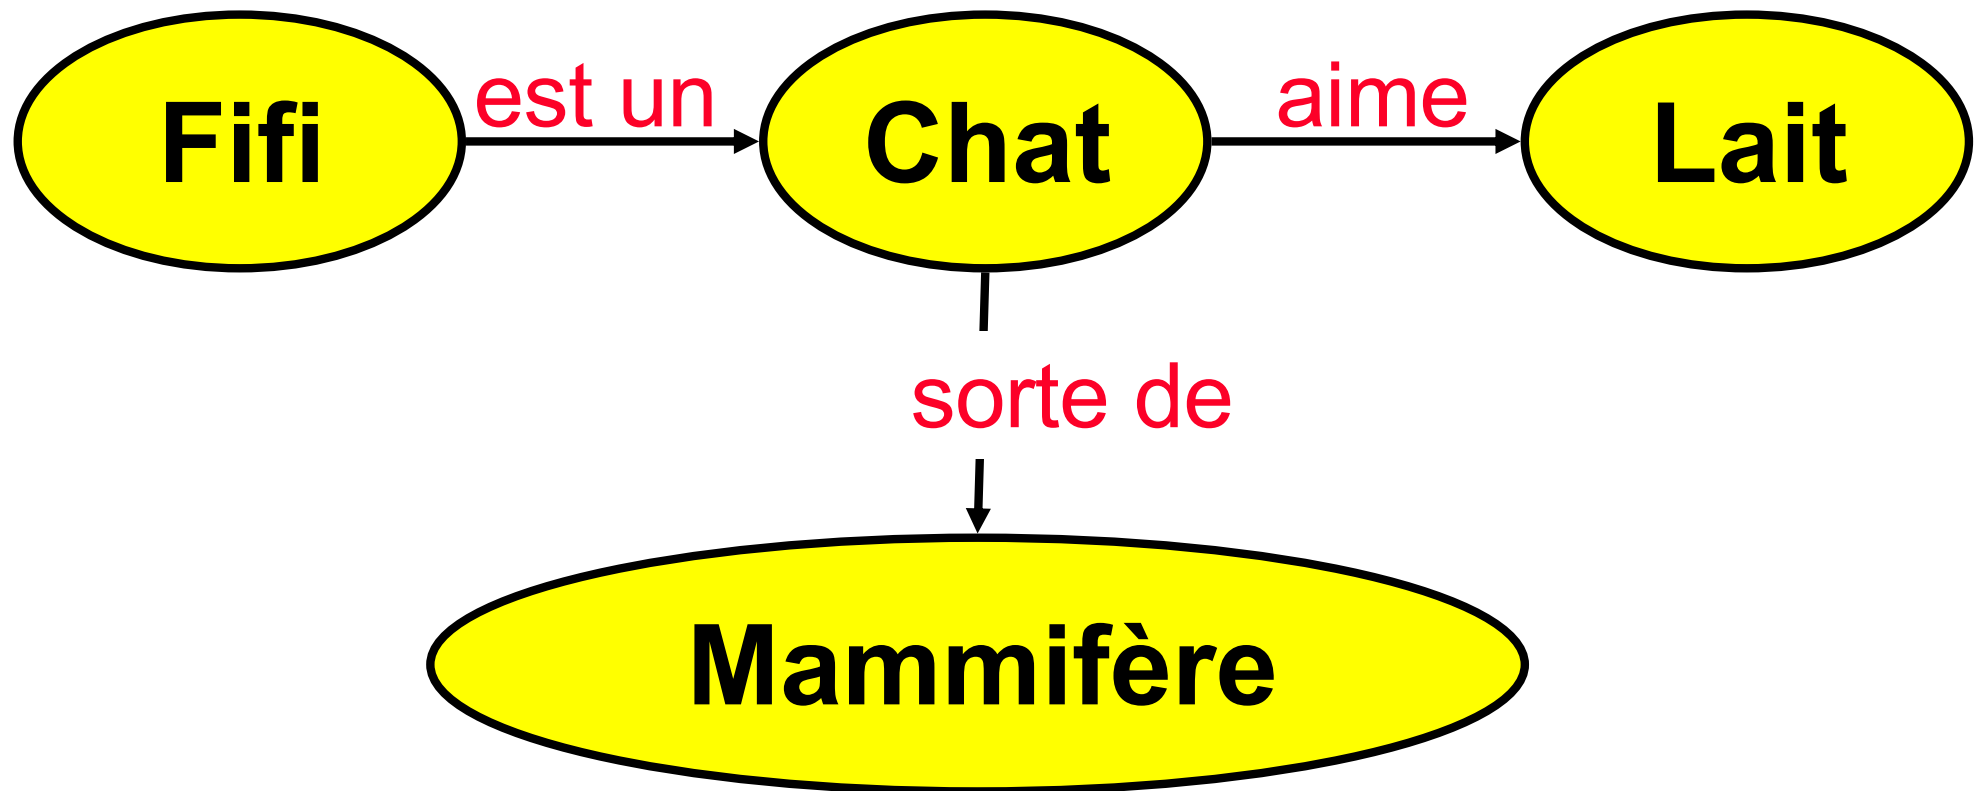 Fifi
est un
Chat
aime
Lait
sorte de
Mammifère